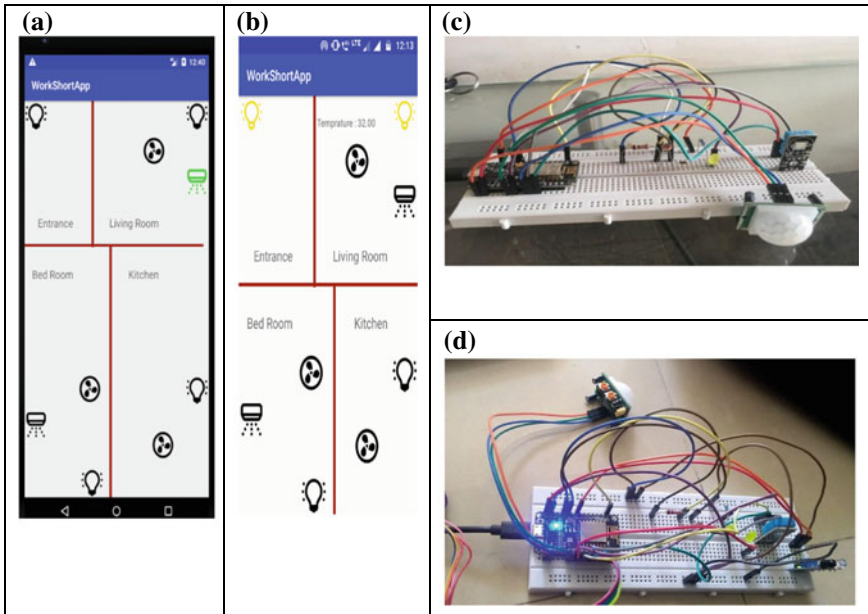 (a)
12:40
WorkShortApp
Entrance
Living Room
Bed Room
Kitchen
(b)
LTE 12:13
WorkShortApp
Temprature : 32.00
Entrance
Living Room
Bed Room
Kitchen
(c)
(d)